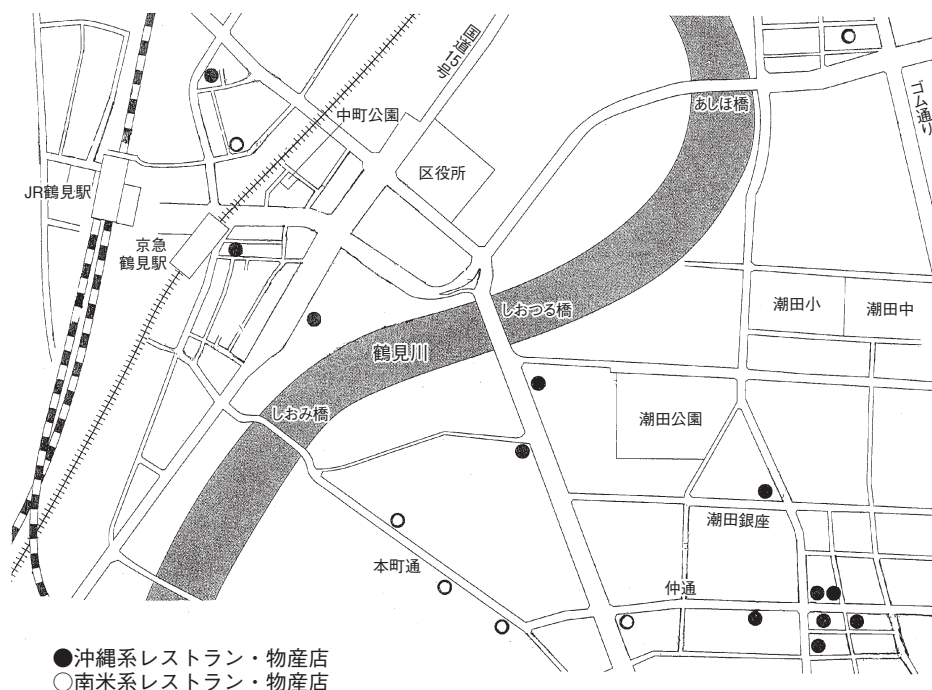 国道15号
中町公園
あしほ橋
ゴム通り
JR鶴見駅
区役所
京急
鶴見駅
潮田小
潮田中
しおつる橋
鶴見川
しおみ橋
潮田公園
潮田銀座
本町通
仲通
●沖縄系レストラン・物産店
○南米系レストラン・物産店